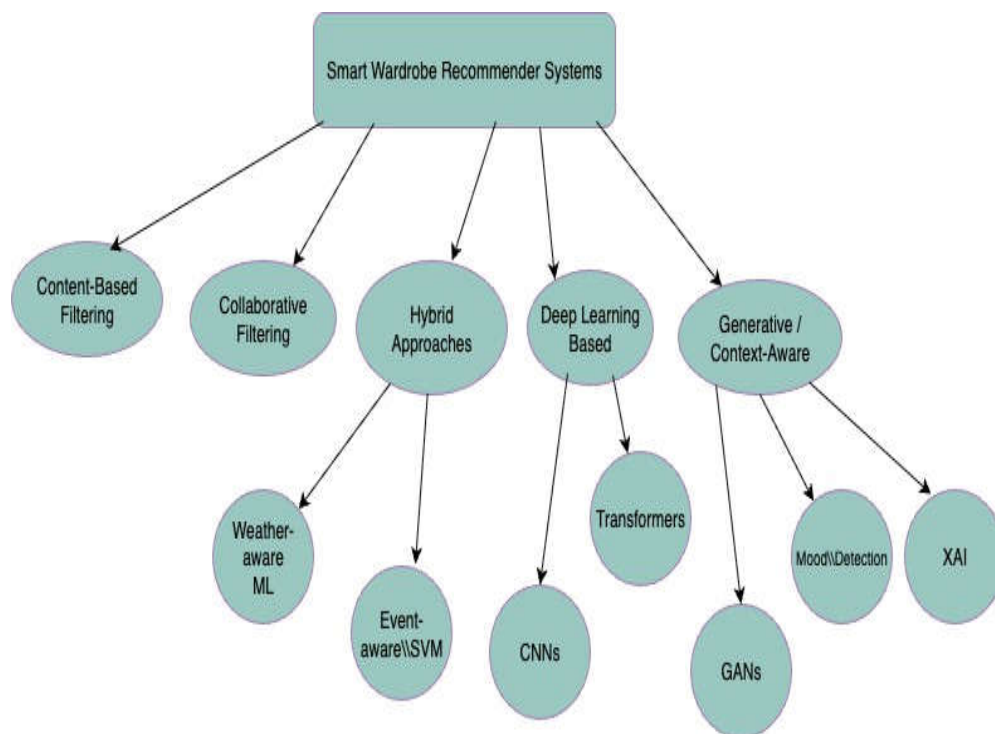 Smart Wardrobe Recommender Systems
Content-Based
Filtering
Collaborative
Filtering
Hybrid
Approaches
Deep Learning
Based
Generative /
Context-Aware
Weather-
aware
ML
Event-
aware\\SVM
CNNs
Transformers
GANs
Mood\\Detection
XAI